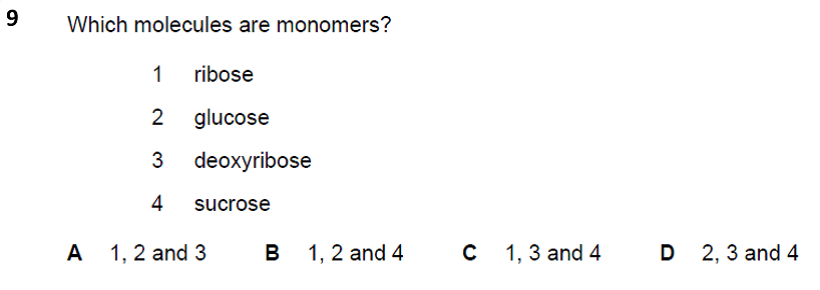 9 Which molecules are monomers?
1 ribose
2 glucose
3 deoxyribose
4 sucrose
A 1, 2 and 3 B 1, 2 and 4 C 1, 3 and 4 D 2, 3 and 4